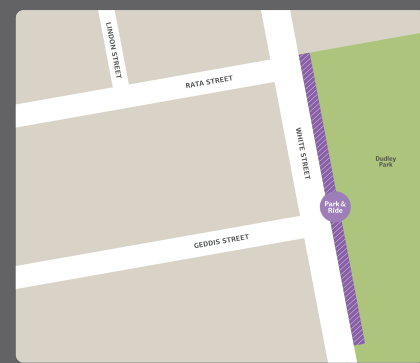 LINDON STREET
RATA STREET
WHITE STREET
Dudley
Park
Park &
Ride
GEDDIS STREET